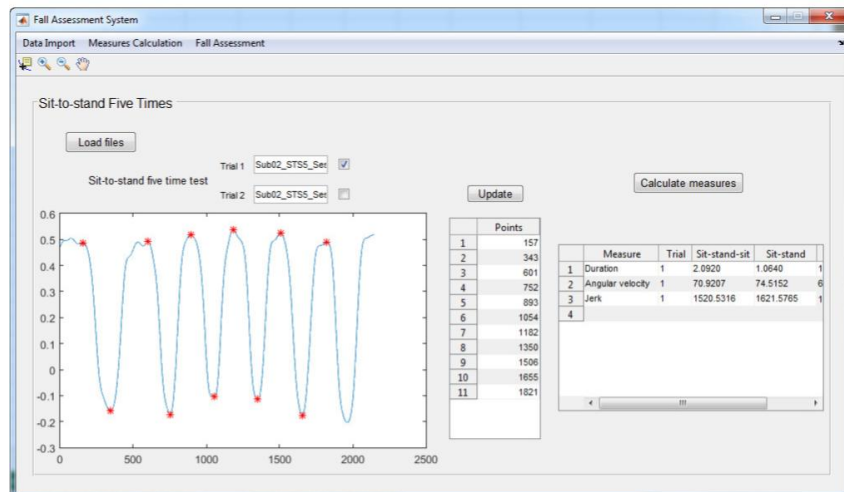 Fall Assessment System
Data Import Measures Calculation Fall Assessment
Sit-to-stand Five Times
Load files
Sit-to-stand five time test
Trial 1 Sub02_STS5_Ses
Trial 2 Sub02_STS5_Ses
Update
Calculate measures
0.6
0.5
0.4
0.3
0.2
0.1
0
-0.1
-0.2
-0.3
0 500 1000 1500 2000 2500
Points
1 157
2 343
3 601
4 752
5 893
6 1054
7 1182
8 1350
9 1506
10 1655
11 1821
Measure Trial Sit-stand-sit Sit-stand
1 Duration 1 2.0920 1.0640 1
2 Angular velocity 1 70.9207 74.5152 6
3 Jerk 1 1520.5316 1621.5765 1
4